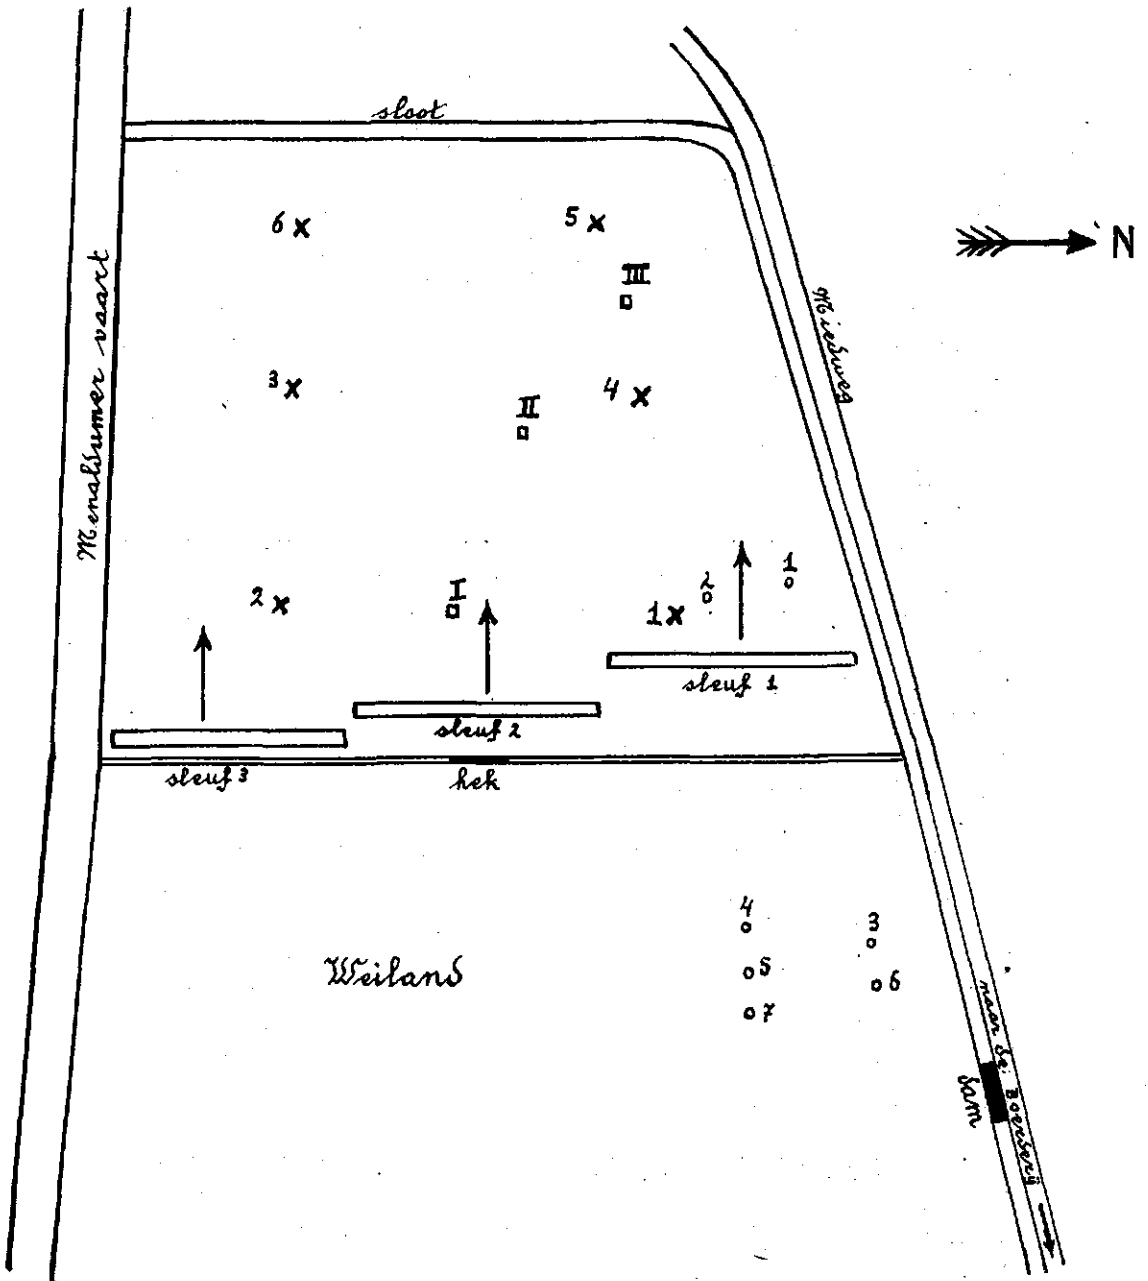 sloot
N
6 x
5 x
III
Miedweg
Menaldumer vaart
3 x
4 x
II
1
2
2 x
I
1 x
sleuf 1
sleuf 2
sleuf 3
hek
4
3
Weiland
5
6
7
naar de Boerderij
dam